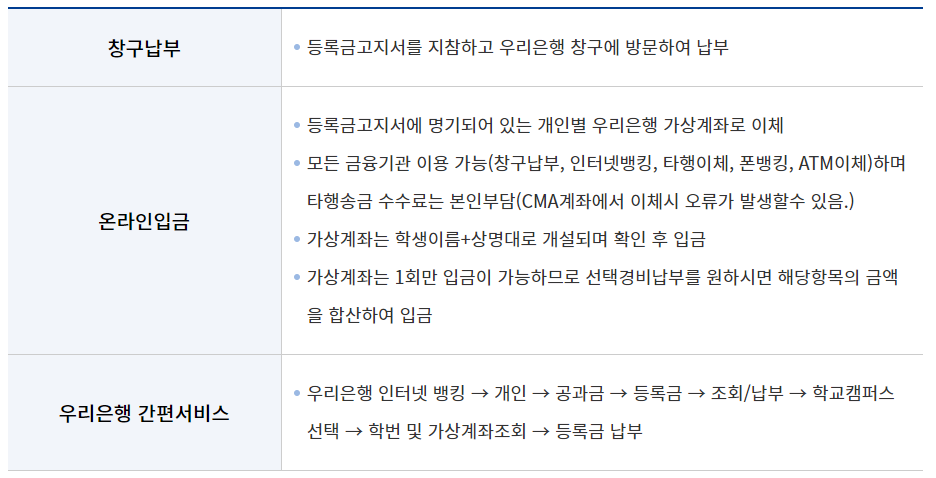 창구납부
등록금고지서를 지참하고 우리은행 창구에 방문하여 납부
온라인입금
등록금고지서에 명기되어 있는 개인별 우리은행 가상계좌로 이체
모든 금융기관 이용 가능(창구납부, 인터넷뱅킹, 타행이체, 폰뱅킹, ATM이체)하며
타행송금 수수료는 본인부담(CMA계좌에서 이체시 오류가 발생할수 있음.)
가상계좌는 학생이름+상명대로 개설되며 확인 후 입금
가상계좌는 1회만 입금이 가능하므로 선택경비납부를 원하시면 해당항목의 금액
을 합산하여 입금
우리은행 간편서비스
우리은행 인터넷 뱅킹 → 개인 → 공과금 → 등록금 → 조회/납부 → 학교캠퍼스
선택 → 학번 및 가상계좌조회 → 등록금 납부